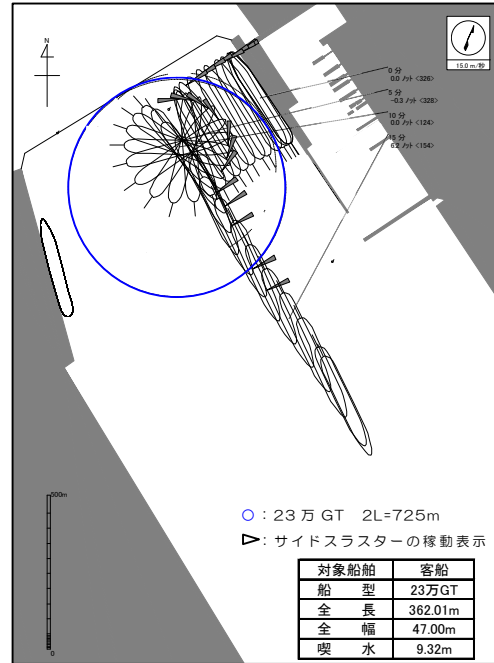 N
15.0 m/秒
0 分
0.0 ノット <326>
5 分
-0.3 ノット <328>
10 分
0.0 ノット <124>
15 分
6.2 ノット <154>
500m
0
○：23万 GT 2L=725m
▷：サイドスラスターの稼動表示
対象船舶 客船
船 型 23万GT
全 長 362.01m
全 幅 47.00m
喫 水 9.32m